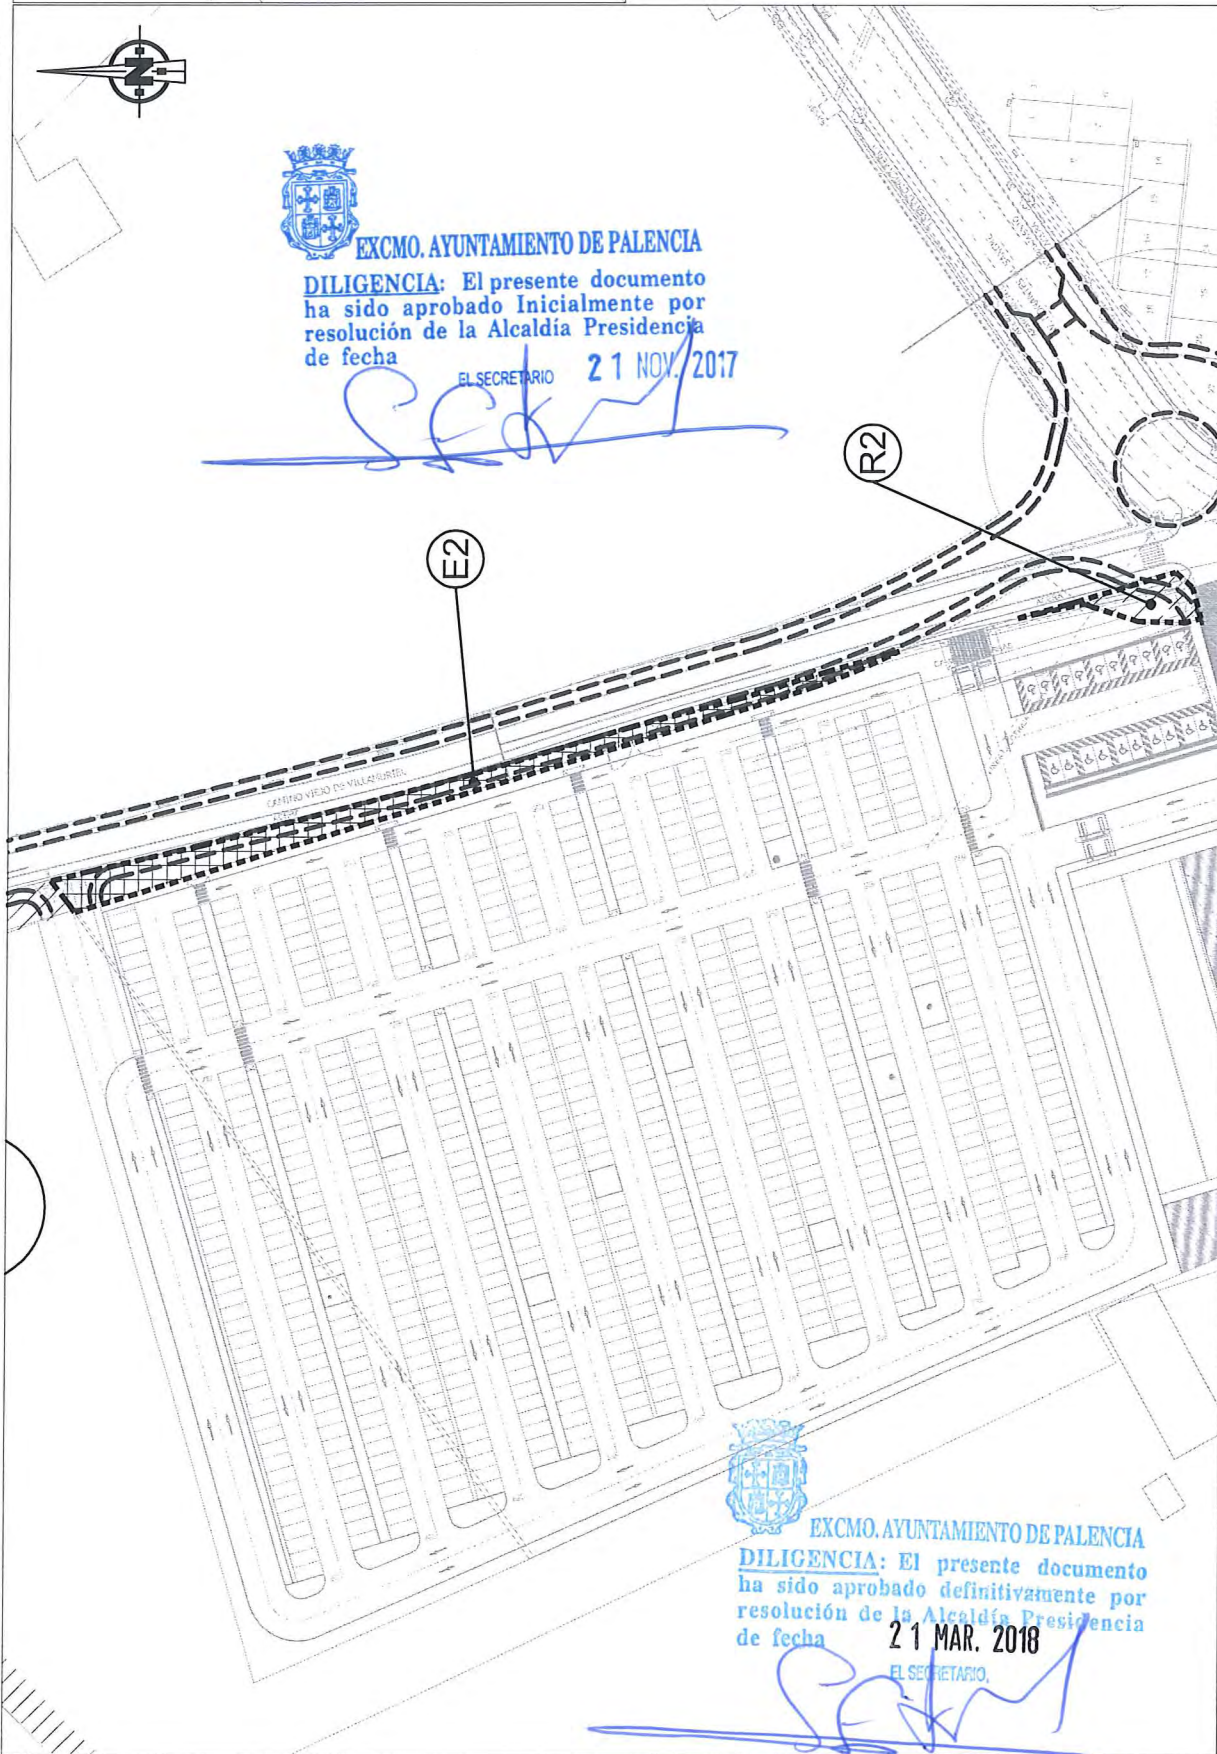 N
EXCMO. AYUNTAMIENTO DE PALENCIA
DILIGENCIA: El presente documento
ha sido aprobado Inicialmente por
resolución de la Alcaldía Presidencia
de fecha
EL SECRETARIO 21 NOV. 2017
R2
E2
CAMINO VIEJO DE VILLAMURIEL
ACERA
EXCMO. AYUNTAMIENTO DE PALENCIA
DILIGENCIA: El presente documento
ha sido aprobado definitivamente por
resolución de la Alcaldía Presidencia
de fecha 21 MAR. 2018
EL SECRETARIO,